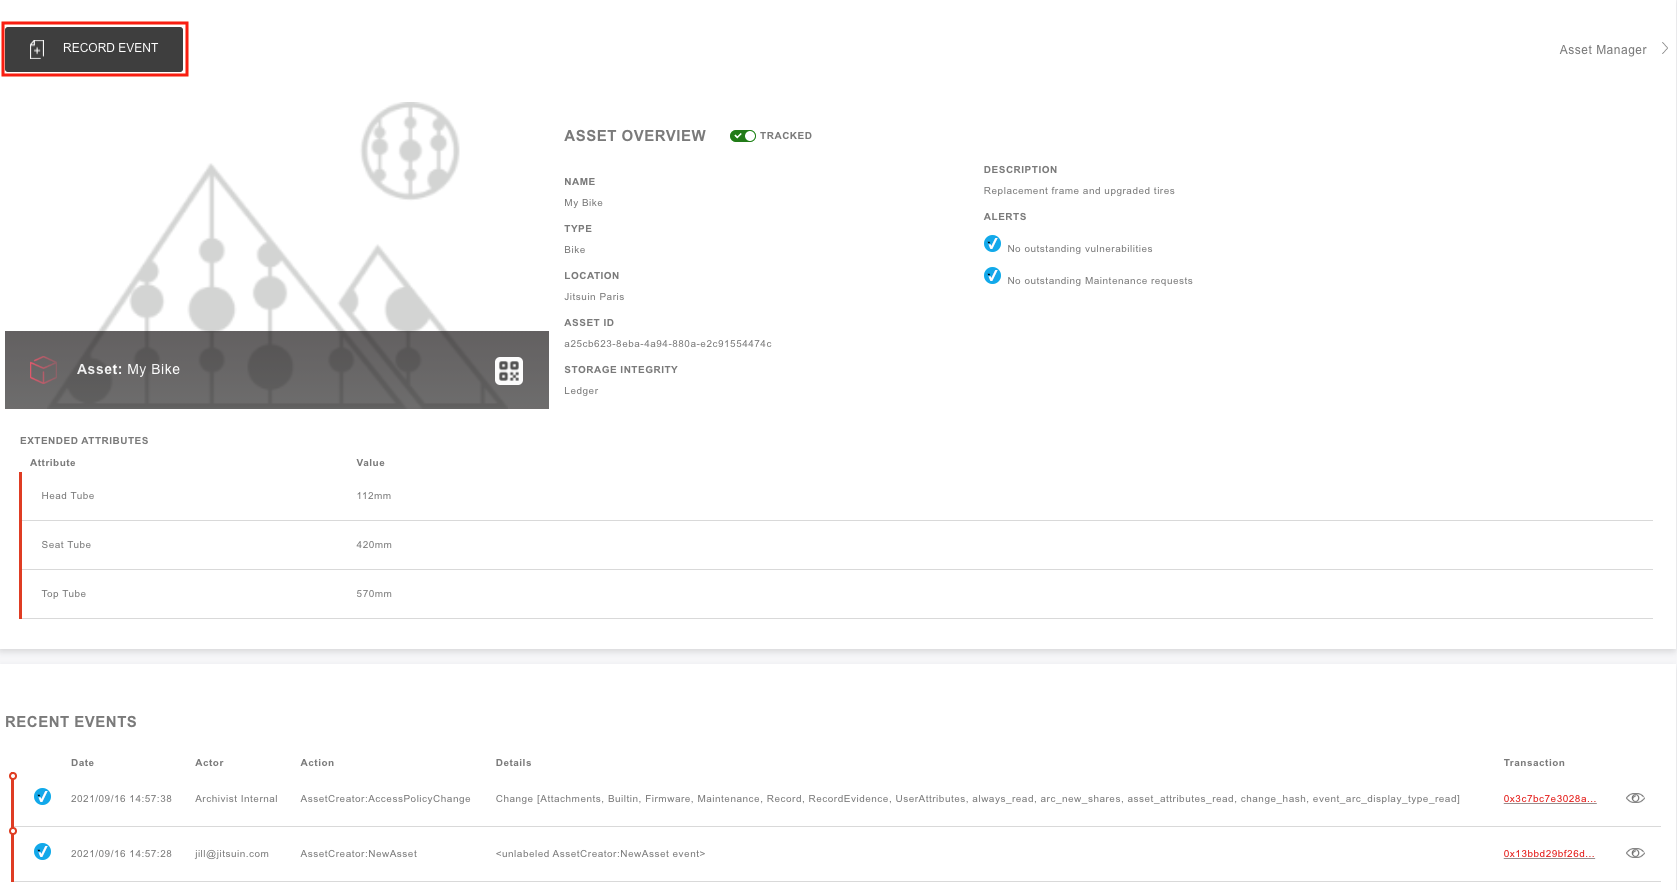 RECORD EVENT
Asset Manager
ASSET OVERVIEW TRACKED
NAME
My Bike
TYPE
Bike
LOCATION
Jitsuin Paris
ASSET ID
a25cb623-8eba-4a94-880a-e2c91554474c
STORAGE INTEGRITY
Ledger
DESCRIPTION
Replacement frame and upgraded tires
ALERTS
No outstanding vulnerabilities
No outstanding Maintenance requests
Asset: My Bike
EXTENDED ATTRIBUTES
Attribute Value
Head Tube 112mm
Seat Tube 420mm
Top Tube 570mm
RECENT EVENTS
Date Actor Action Details Transaction
2021/09/16 14:57:38 Archivist Internal AssetCreator:AccessPolicyChange Change [Attachments, Builtin, Firmware, Maintenance, Record, RecordEvidence, UserAttributes, always_read, arc_new_shares, asset_attributes_read, change_hash, event_arc_display_type_read] 0x3c7bc7e3028a...
2021/09/16 14:57:28 jill@jitsuin.com AssetCreator:NewAsset <unlabeled AssetCreator:NewAsset event> 0x13bbd29bf26d...